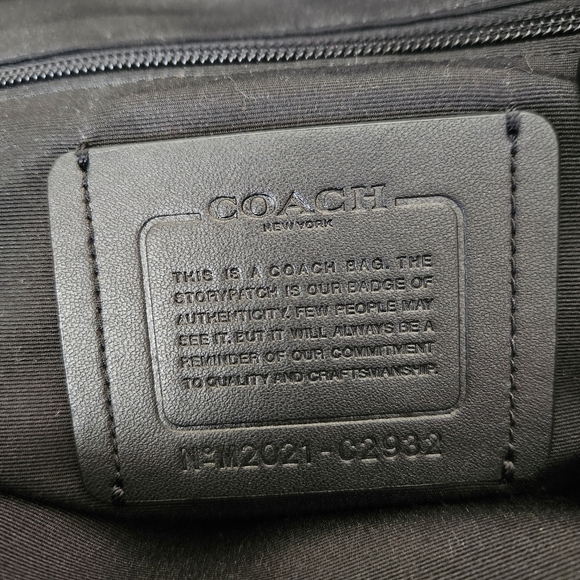 COACH
NEW YORK
THIS IS A COACH BAG. THE
STORYPATCH IS OUR BADGE OF
AUTHENTICITY. FEW PEOPLE MAY
SEE IT. BUT IT WILL ALWAYS BE A
REMINDER OF OUR COMMITMENT
TO QUALITY AND CRAFTSMANSHIP.
Nº M2021-C2932